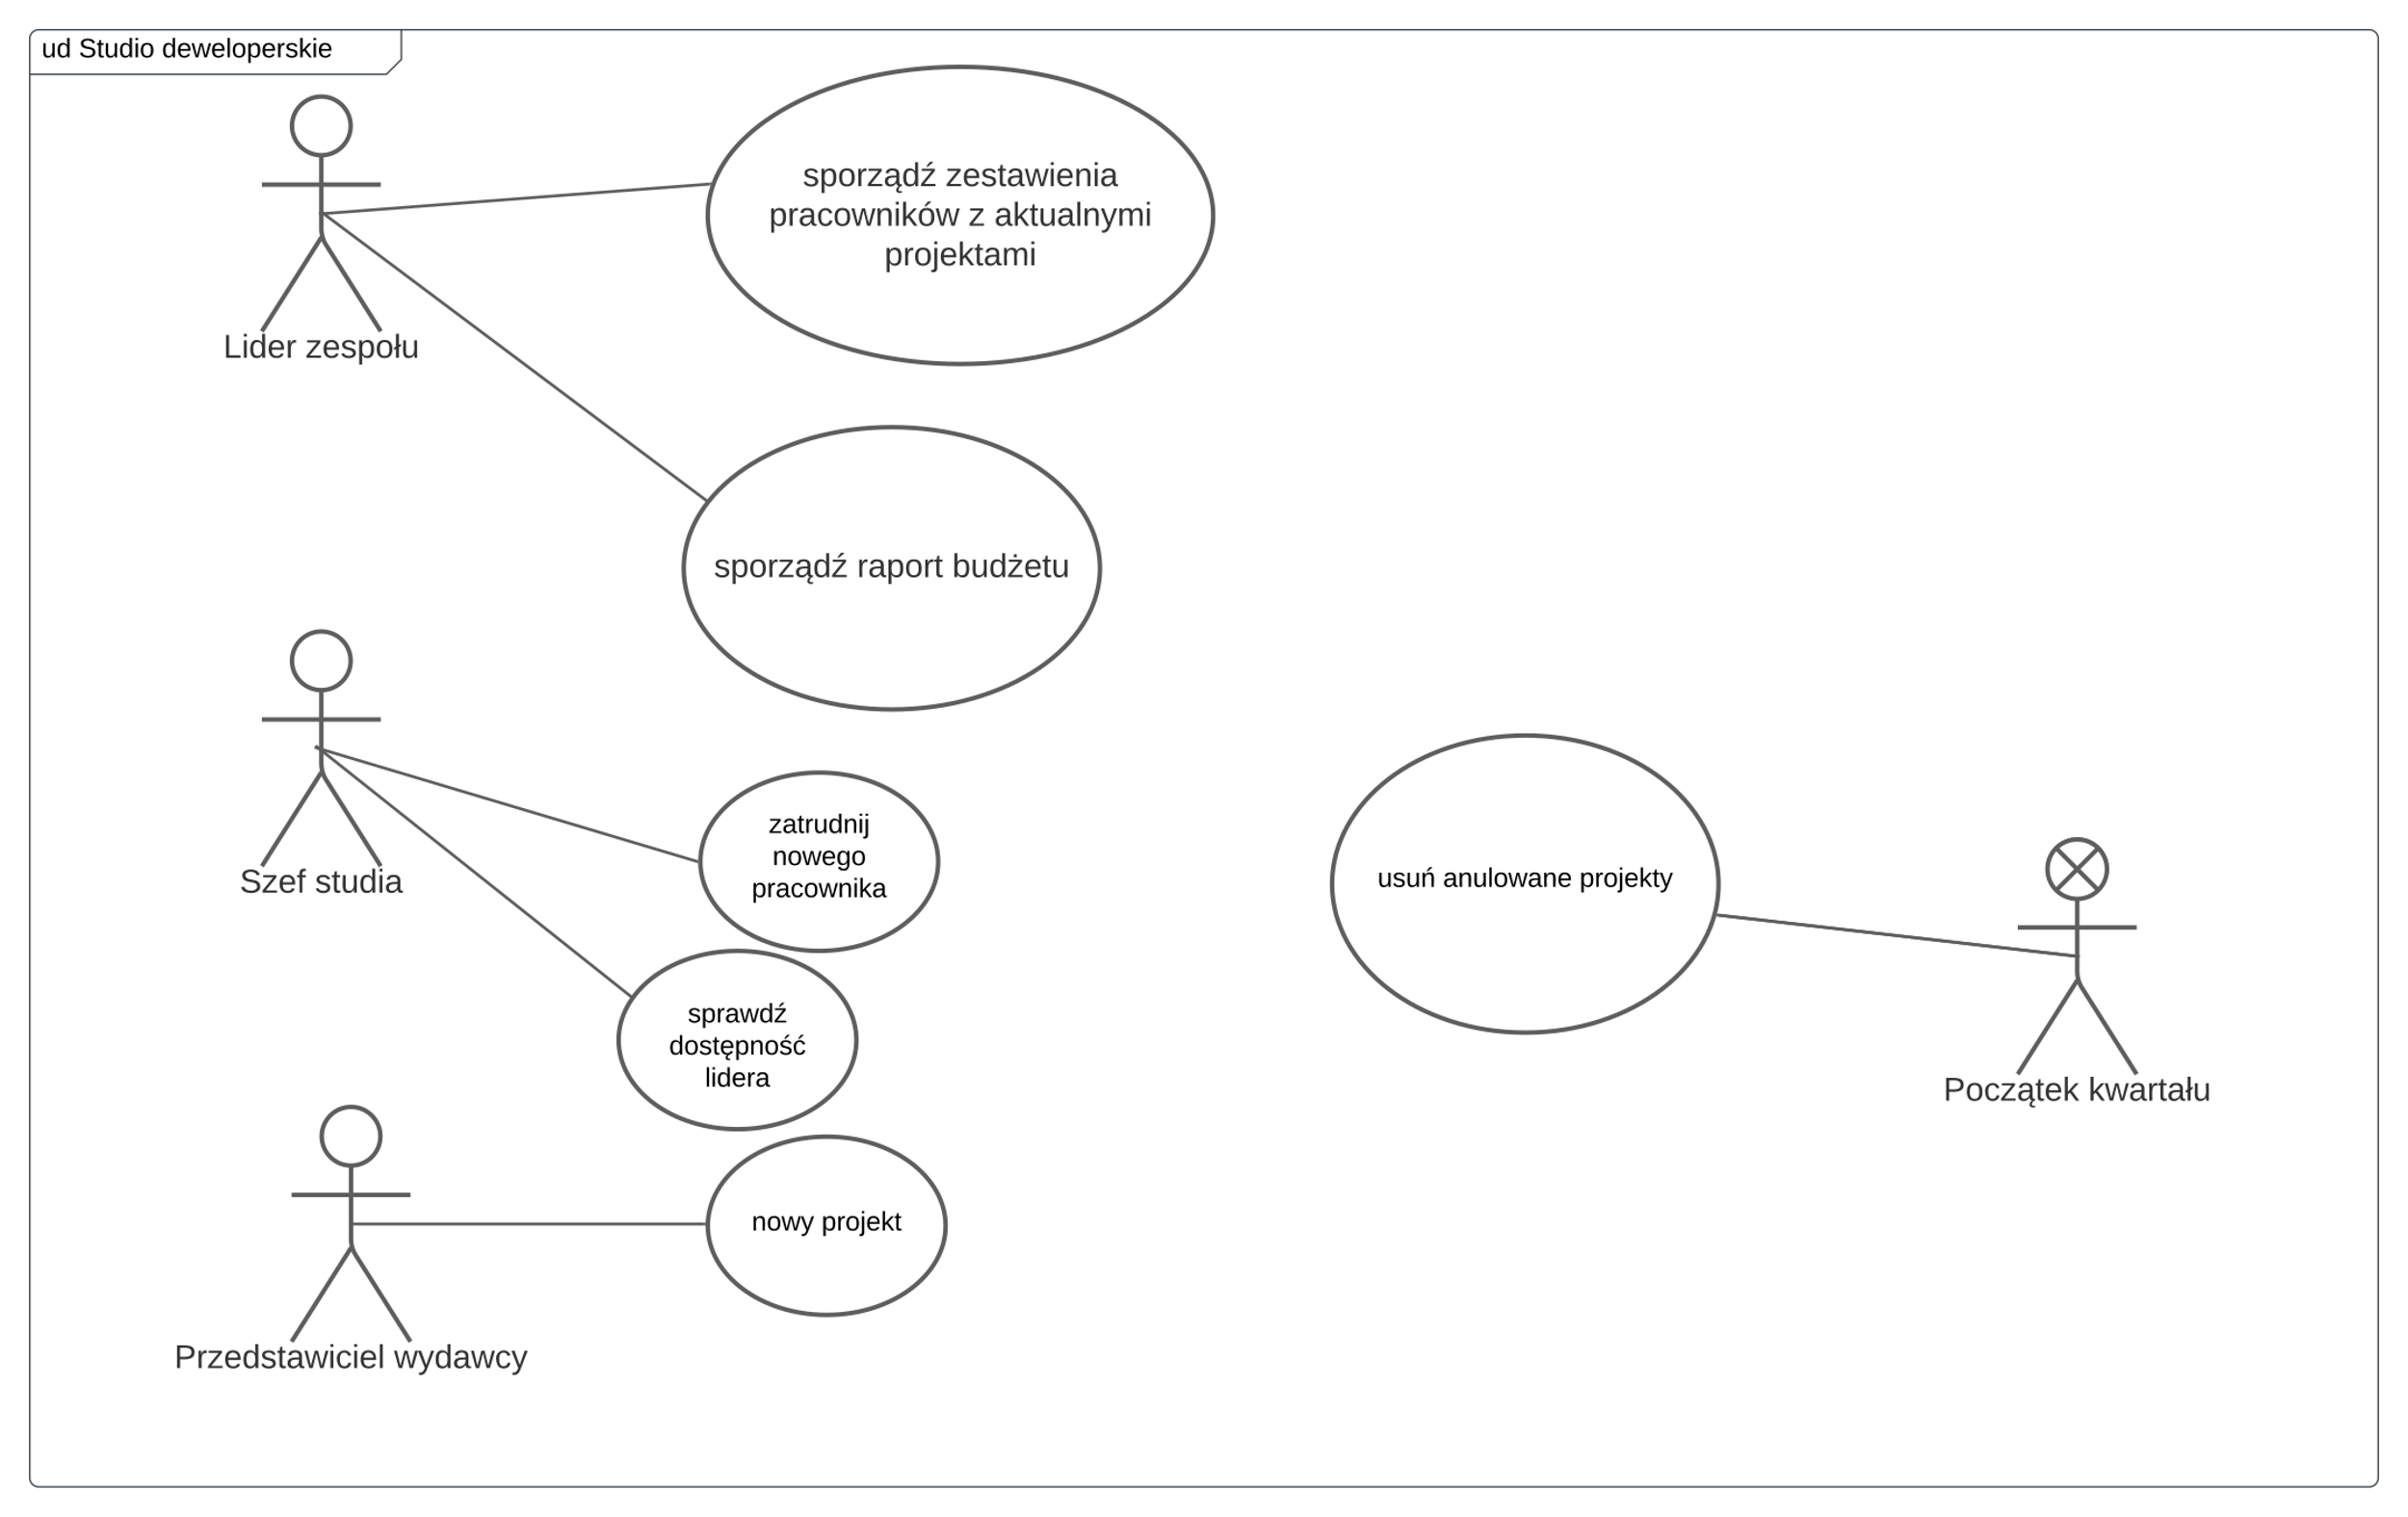 ud Studio deweloperskie
sporządź zestawienia
pracowników z aktualnymi
projektami
Lider zespołu
sporządź raport budżetu
zatrudnij
nowego
pracownika
Szef studia
usuń anulowane projekty
sprawdź
dostępność
lidera
Początek kwartału
nowy projekt
Przedstawiciel wydawcy